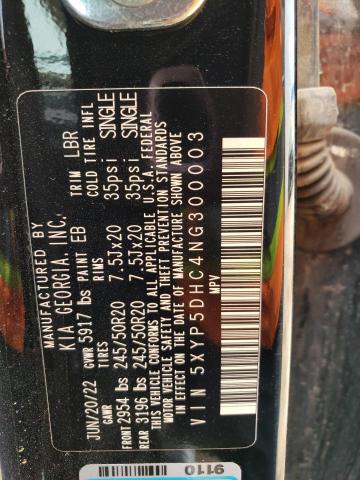 MANUFACTURED BY
KIA GEORGIA, INC.
JUN/20/22 GVWR 5917 lbs PAINT EB TRIM LBR
GAWR TIRES RIMS COLD TIRE INFL
FRONT 2954 lbs 245/50R20 7.5Jx20 35psi SINGLE
REAR 3196 lbs 245/50R20 7.5Jx20 35psi SINGLE
THIS VEHICLE CONFORMS TO ALL APPLICABLE U.S.A. FEDERAL
MOTOR VEHICLE SAFETY AND THEFT PREVENTION STANDARDS
IN EFFECT ON THE DATE OF MANUFACTURE SHOWN ABOVE
VIN 5XYP5DHC4NG300003
MPV
9110